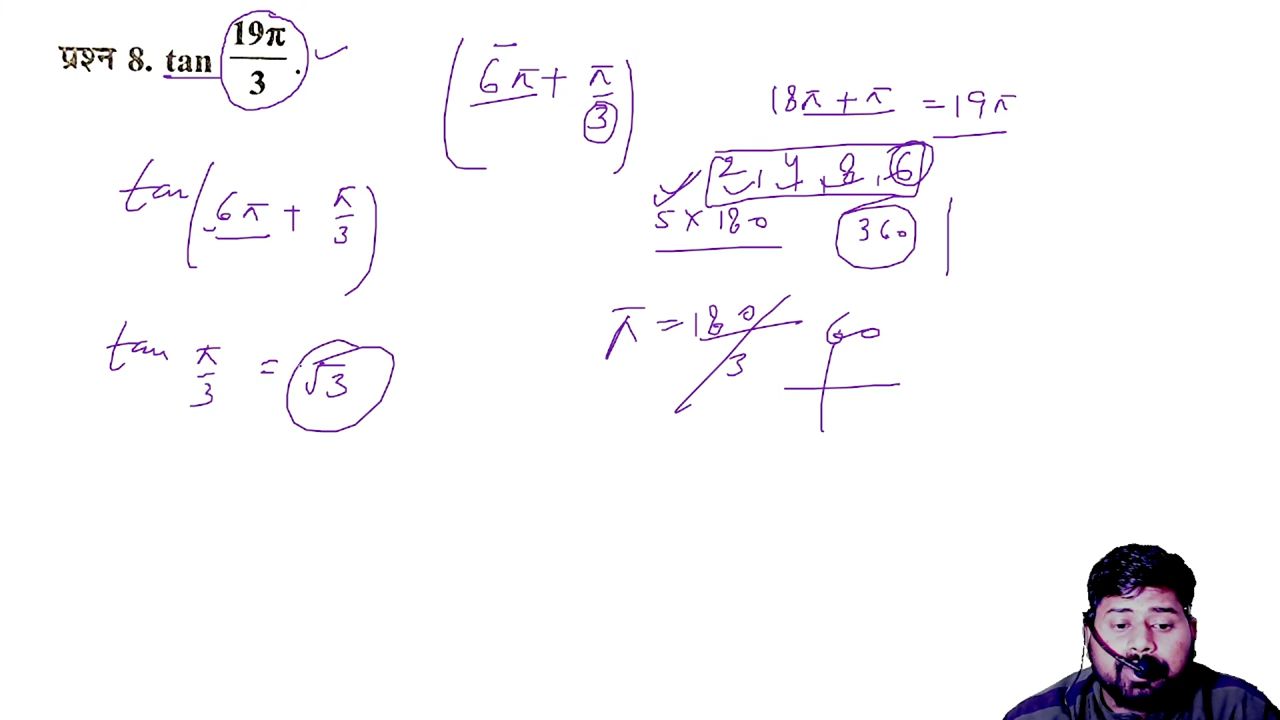 प्रश्न 8. tan 19π/3.
(6π + π/3)
18π + π = 19π
2, 4, 8, 6
5 × 180
360
tan(6π + π/3)
π = 180/3
60
tan π/3 = √3